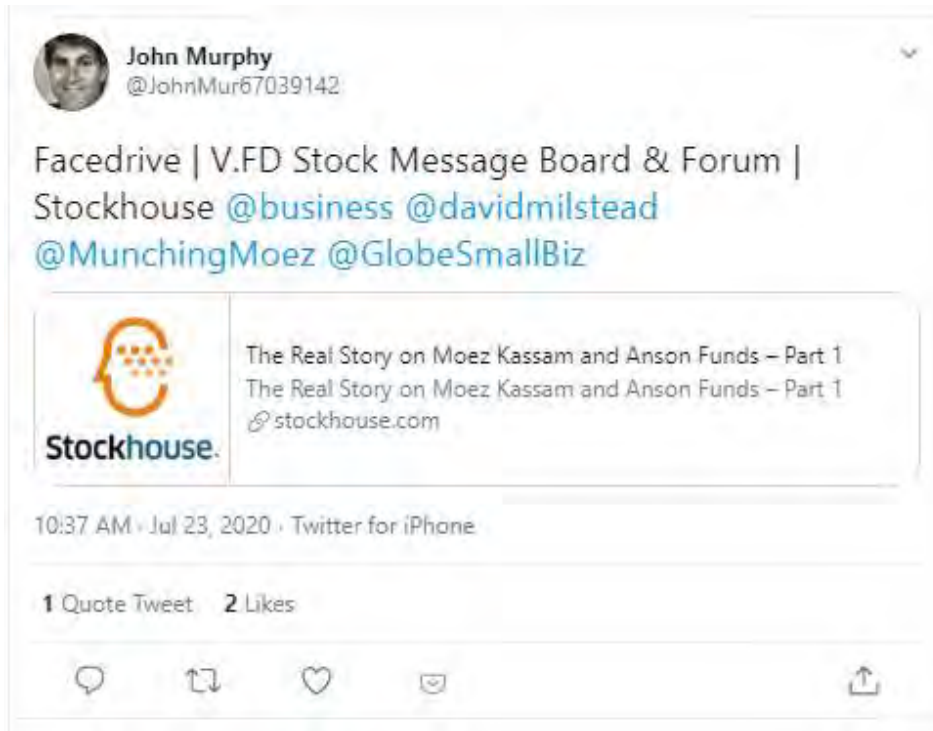 John Murphy
@JohnMur67039142
Facedrive | V.FD Stock Message Board & Forum |
Stockhouse @business @davidmilstead
@MunchingMoez @GlobeSmallBiz
The Real Story on Moez Kassam and Anson Funds – Part 1
The Real Story on Moez Kassam and Anson Funds – Part 1
stockhouse.com
Stockhouse.
10:37 AM · Jul 23, 2020 · Twitter for iPhone
1 Quote Tweet 2 Likes